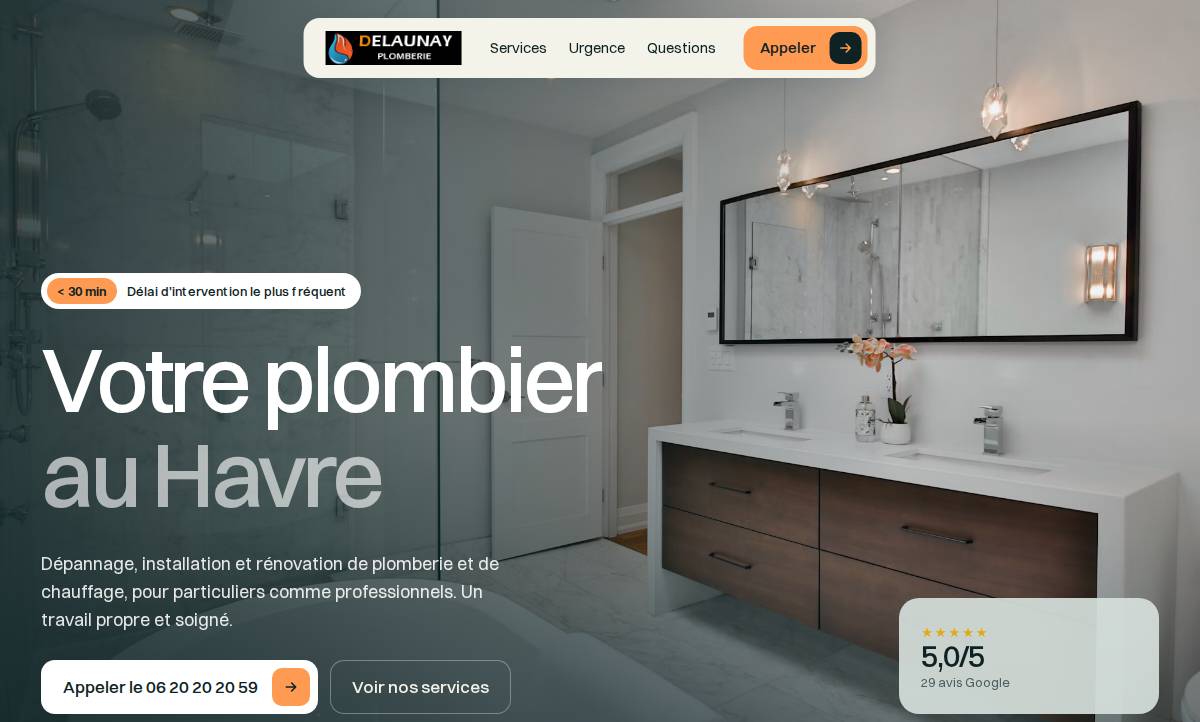 DELAUNAY
PLOMBERIE
Services
Urgence
Questions
Appeler
< 30 min
Délai d'intervention le plus fréquent
Votre plombier
au Havre
Dépannage, installation et rénovation de plomberie et de
chauffage, pour particuliers comme professionnels. Un
travail propre et soigné.
Appeler le 06 20 20 20 59
Voir nos services
5,0/5
29 avis Google